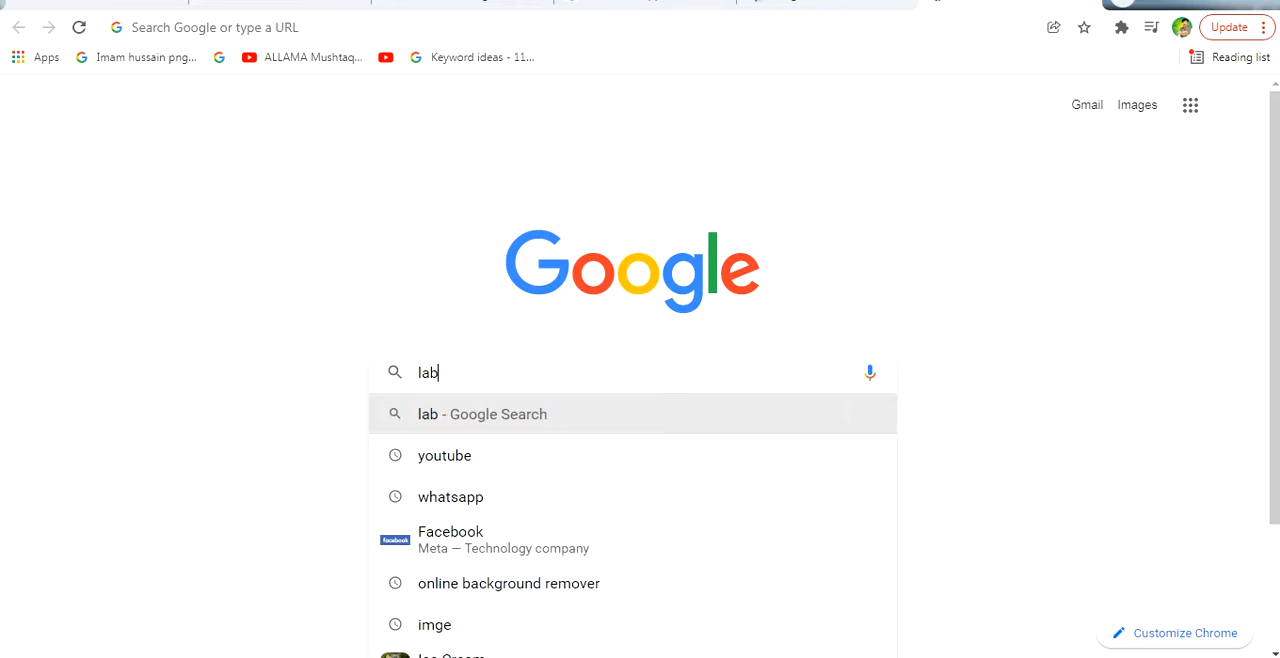 Search Google or type a URL
Update
Apps
Imam hussain png...
ALLAMA Mushtaq...
Keyword ideas - 11...
Reading list
Gmail
Images
Google
lab
lab - Google Search
youtube
whatsapp
facebook
Facebook
Meta — Technology company
online background remover
imge
Customize Chrome